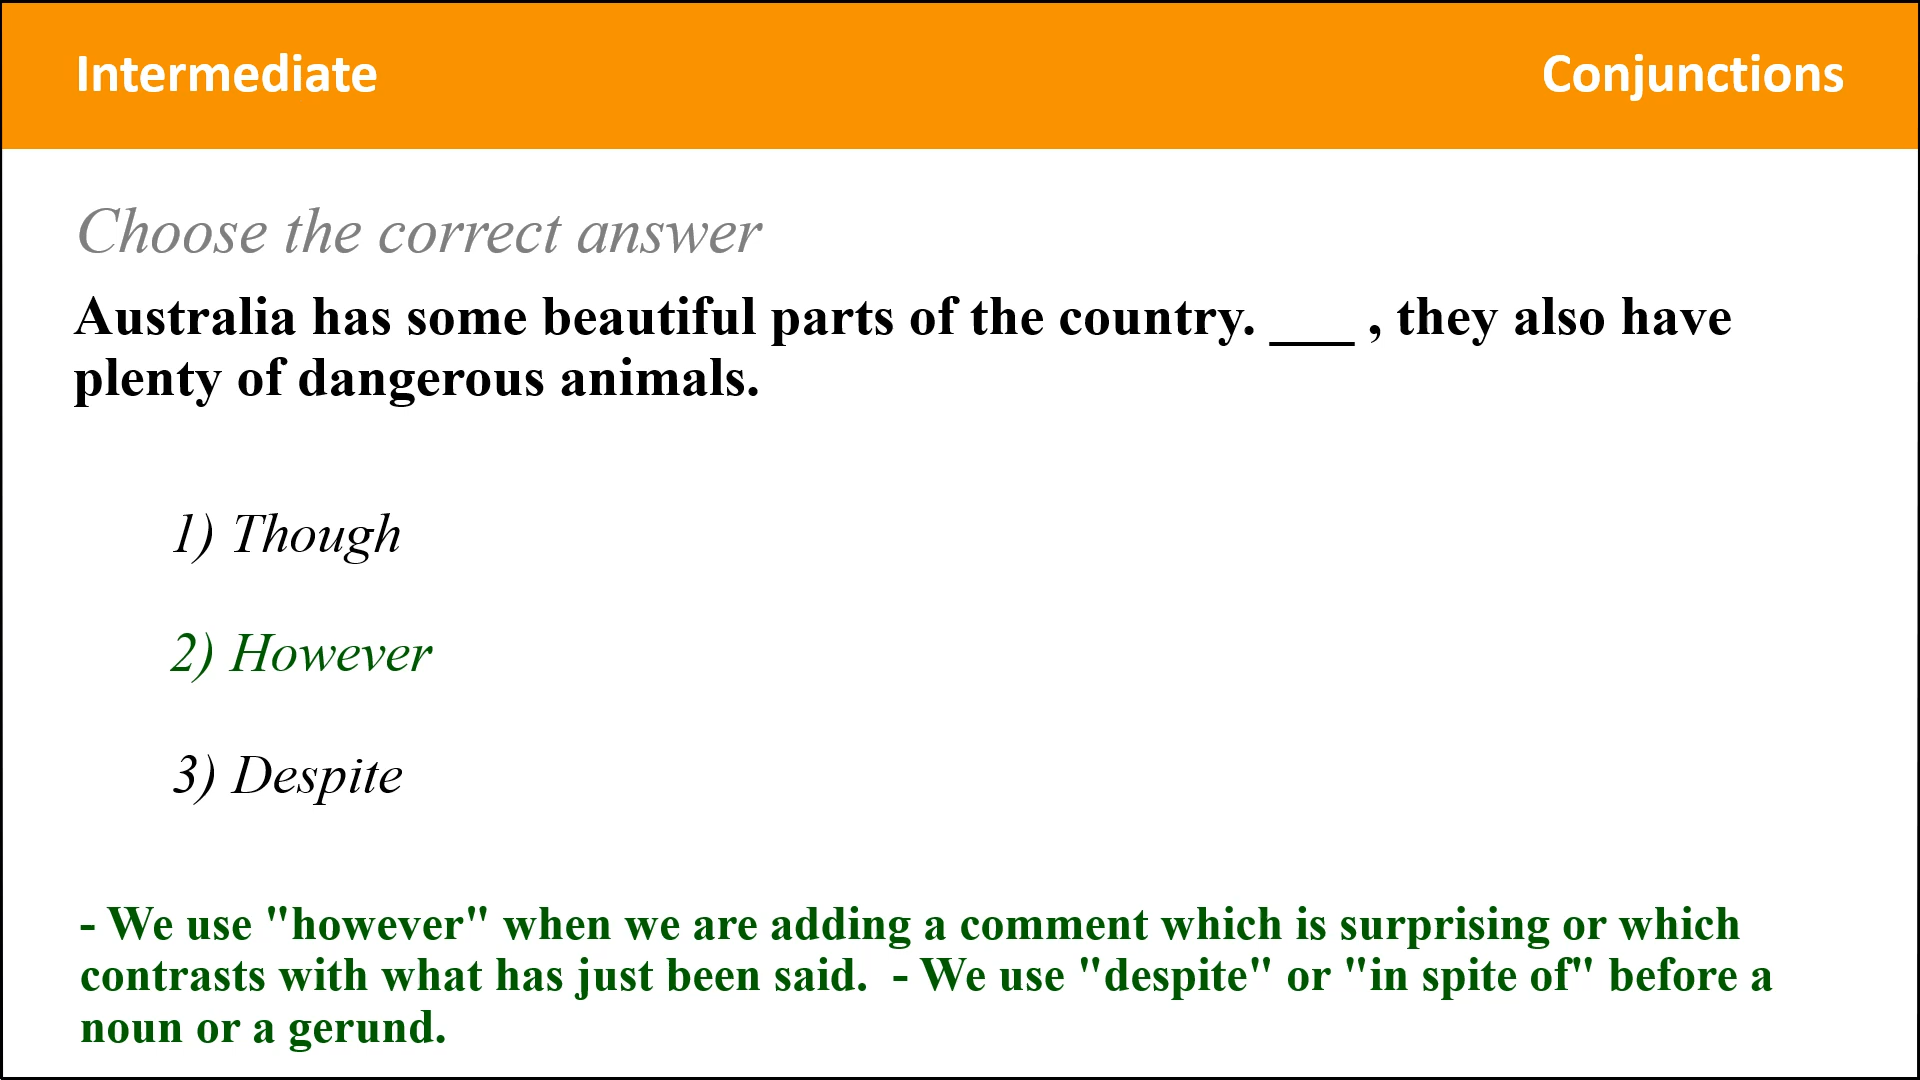 Intermediate
Conjunctions
Choose the correct answer
Australia has some beautiful parts of the country. ___ , they also have
plenty of dangerous animals.
1) Though
2) However
3) Despite
- We use "however" when we are adding a comment which is surprising or which
contrasts with what has just been said.  - We use "despite" or "in spite of" before a
noun or a gerund.